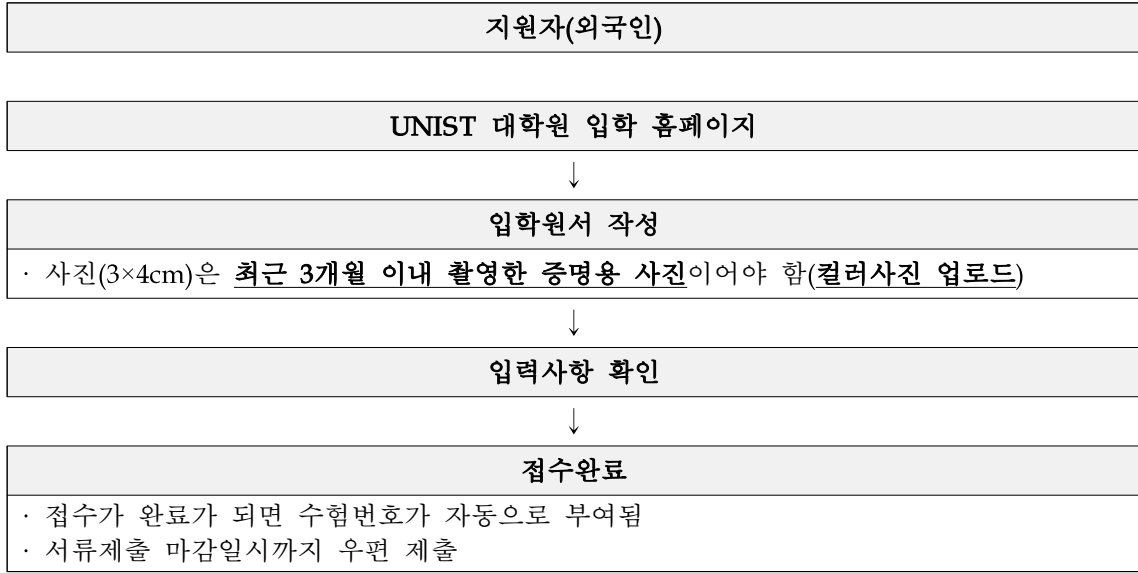 지원자(외국인)
UNIST 대학원 입학 홈페이지
↓
입학원서 작성
· 사진(3×4cm)은 최근 3개월 이내 촬영한 증명용 사진이어야 함(컬러사진 업로드)
↓
입력사항 확인
↓
접수완료
· 접수가 완료가 되면 수험번호가 자동으로 부여됨
· 서류제출 마감일시까지 우편 제출